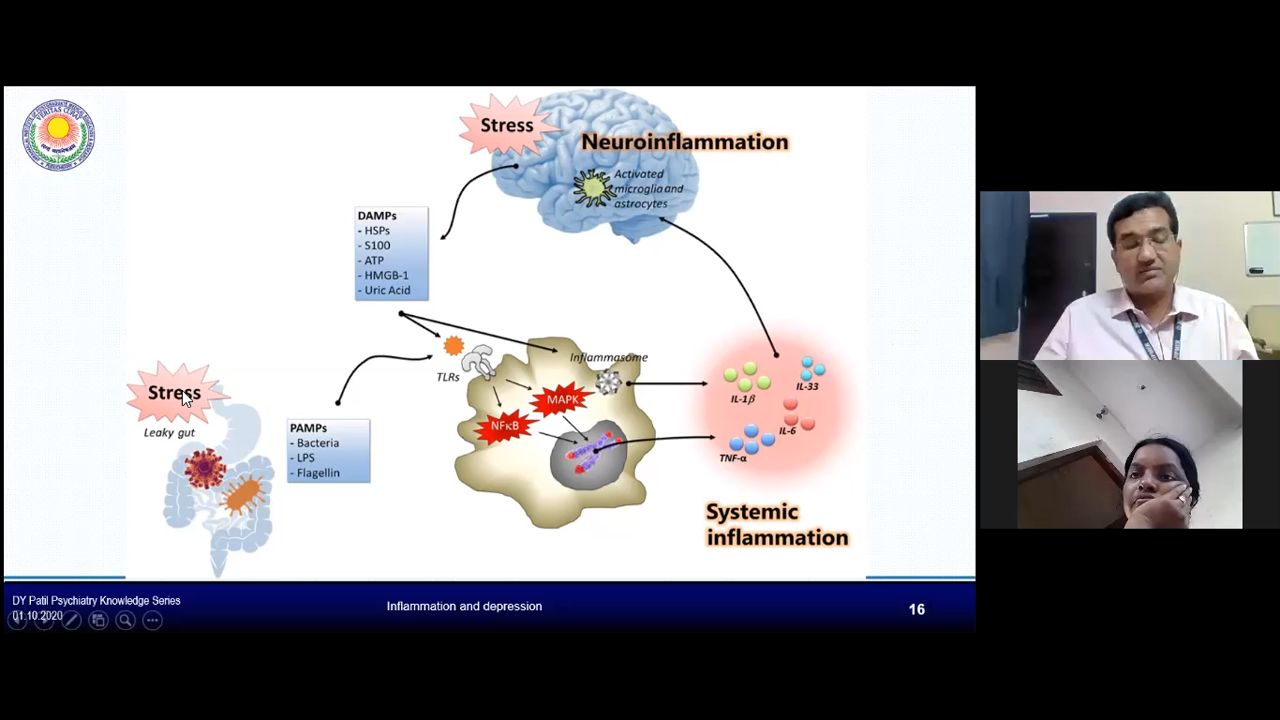 Stress
Neuroinflammation
Activated
microglia and
astrocytes
DAMPs
- HSPs
- S100
- ATP
- HMGB-1
- Uric Acid
TLRs
Inflammasome
MAPK
NFκB
IL-1β
IL-33
IL-6
TNF-α
Stress
Leaky gut
PAMPs
- Bacteria
- LPS
- Flagellin
Systemic
inflammation
DY Patil Psychiatry Knowledge Series
01.10.2020
Inflammation and depression
16